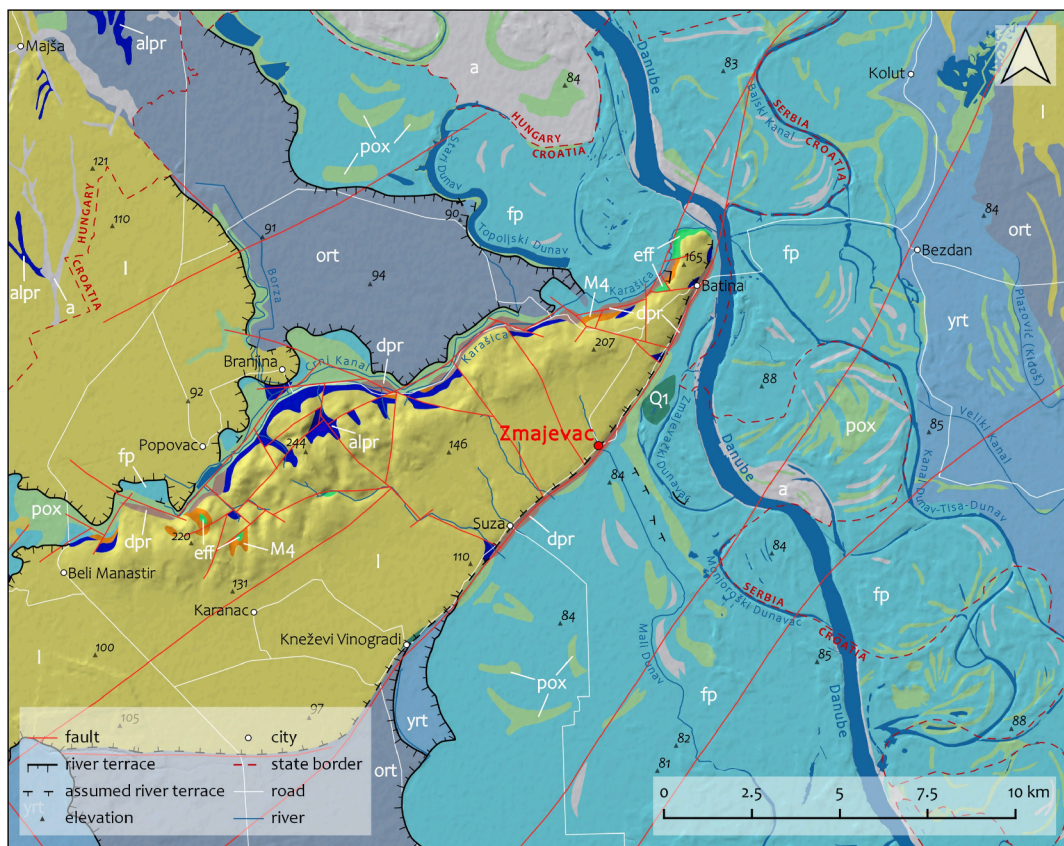 Majša
alpr
a
84
83
Kolut
Danube
Bajski Kanal
SERBIA
CROATIA
HUNGARY
CROATIA
pox
Stari Dunav
l
121
110
HUNGARY
CROATIA
l
alpr
a
91
Borza
ort
94
90
fp
Topoljski Dunav
eff
165
Karašica
Batina
M4
dpr
207
fp
84
ort
Bezdan
yrt
Plazović (Kiđoš)
Branjina
Crni Kanal
dpr
Karašica
92
Popovac
244
alpr
146
Zmajevac
Q1
88
Zmajevački Dunavac
pox
85
Veliki Kanal
Kanal Dunav-Tisa-Dunav
Danube
a
84
fp
pox
dpr
220
eff
M4
Beli Manastir
131
Karanac
l
Suza
dpr
110
Kneževi Vinogradi
84
84
Monjoroški Dunavac
SERBIA
CROATIA
fp
l
100
105
97
yrt
ort
pox
Mali Dunav
fp
85
Danube
88
82
81
yrt
fault
river terrace
assumed river terrace
elevation
city
state border
road
river
0 2.5 5 7.5 10 km